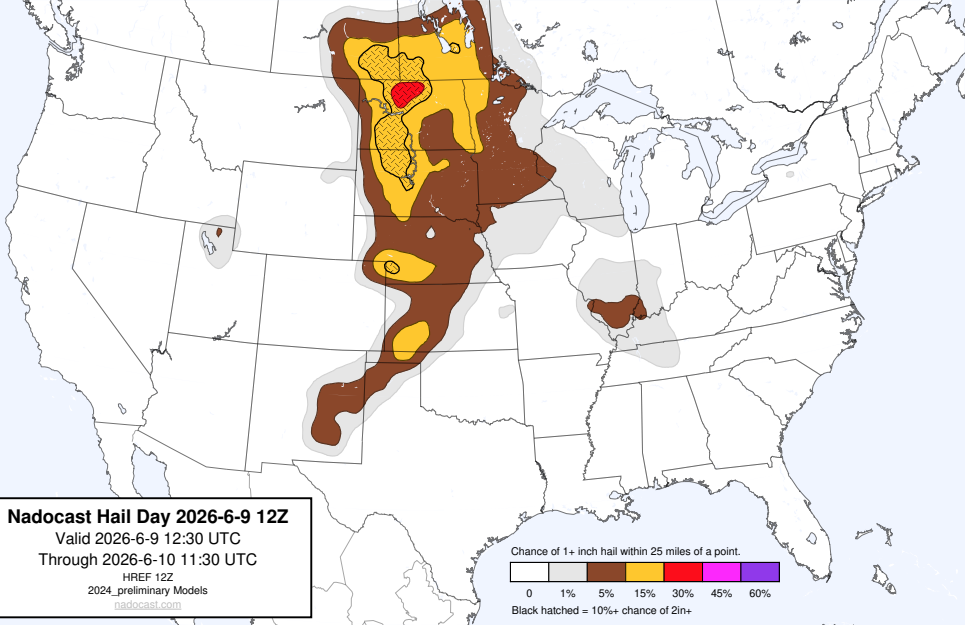 Nadocast Hail Day 2026-6-9 12Z
Valid 2026-6-9 12:30 UTC
Through 2026-6-10 11:30 UTC
HREF 12Z
2024_preliminary Models
nadocast.com
Chance of 1+ inch hail within 25 miles of a point.
0 1% 5% 15% 30% 45% 60%
Black hatched = 10%+ chance of 2in+